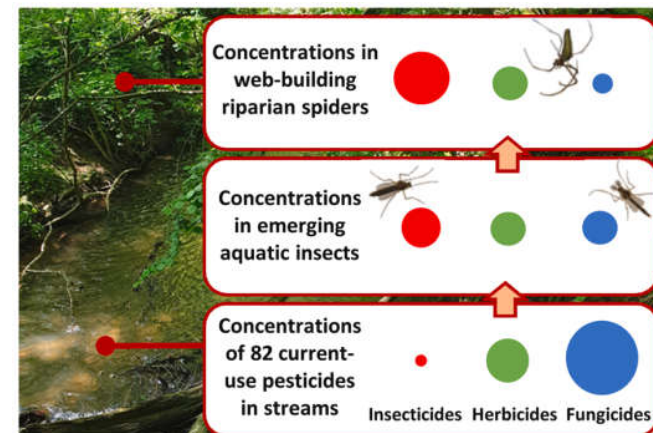 Concentrations in
web-building
riparian spiders
Concentrations
in emerging
aquatic insects
Concentrations
of 82 current-
use pesticides
in streams
Insecticides Herbicides Fungicides